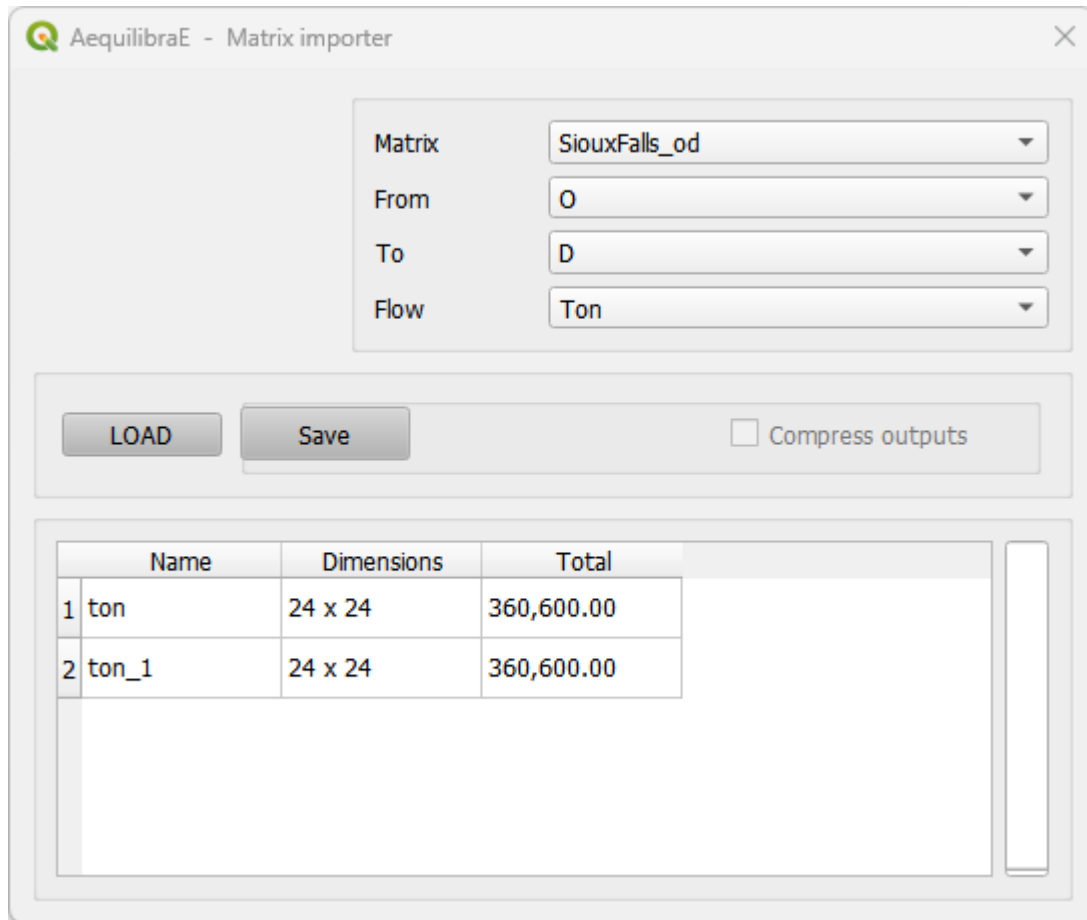 AequilibraE - Matrix importer
Matrix SiouxFalls_od
From O
To D
Flow Ton
LOAD Save Compress outputs
Name Dimensions Total
1 ton 24 x 24 360,600.00
2 ton_1 24 x 24 360,600.00